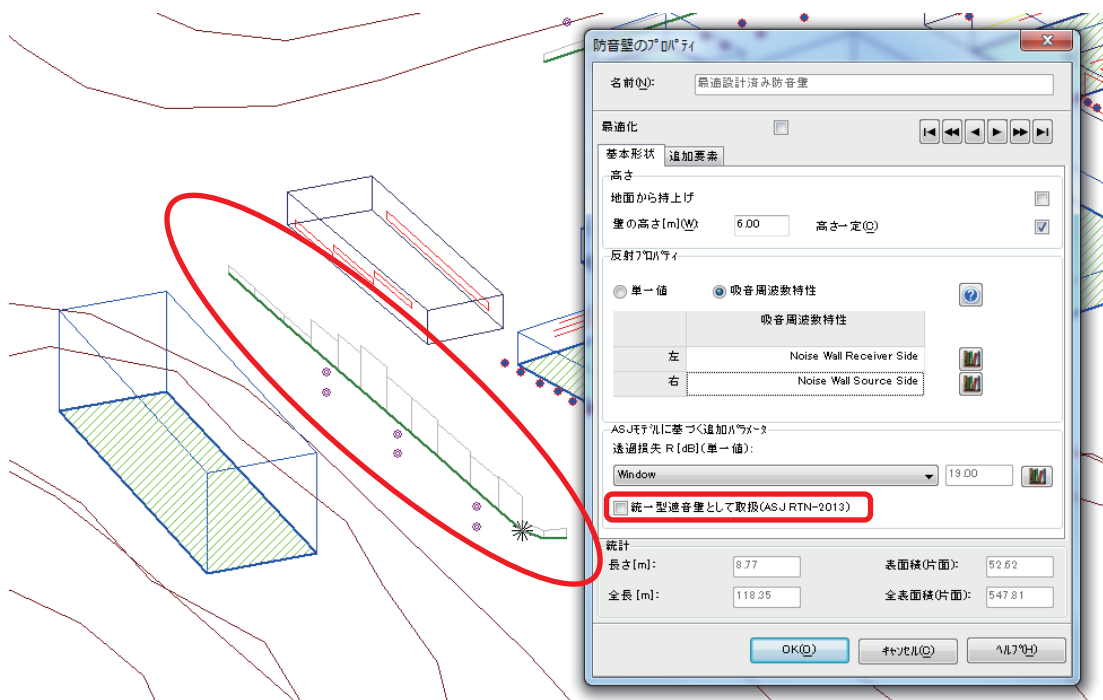 防音壁のﾌﾟﾛﾊﾟﾃｨ
名前(N):
最適設計済み防音壁
最適化
基本形状 追加要素
高さ
地面から持上げ
壁の高さ[m](W): 6.00 高さ一定(C)
反射ﾌﾟﾛﾊﾟﾃｨ
単一値 吸音周波数特性
吸音周波数特性
左 Noise Wall Receiver Side
右 Noise Wall Source Side
ASJﾓﾃﾞﾙに基づく追加ﾊﾟﾗﾒｰﾀ
透過損失 R [dB](単一値):
Window 19.00
統一型遮音壁として取扱(ASJ RTN-2013)
統計
長さ[m]: 8.77 表面積(片面): 52.62
全長 [m]: 118.35 全表面積(片面): 547.81
OK(O) ｷｬﾝｾﾙ(C) ﾍﾙﾌﾟ(H)